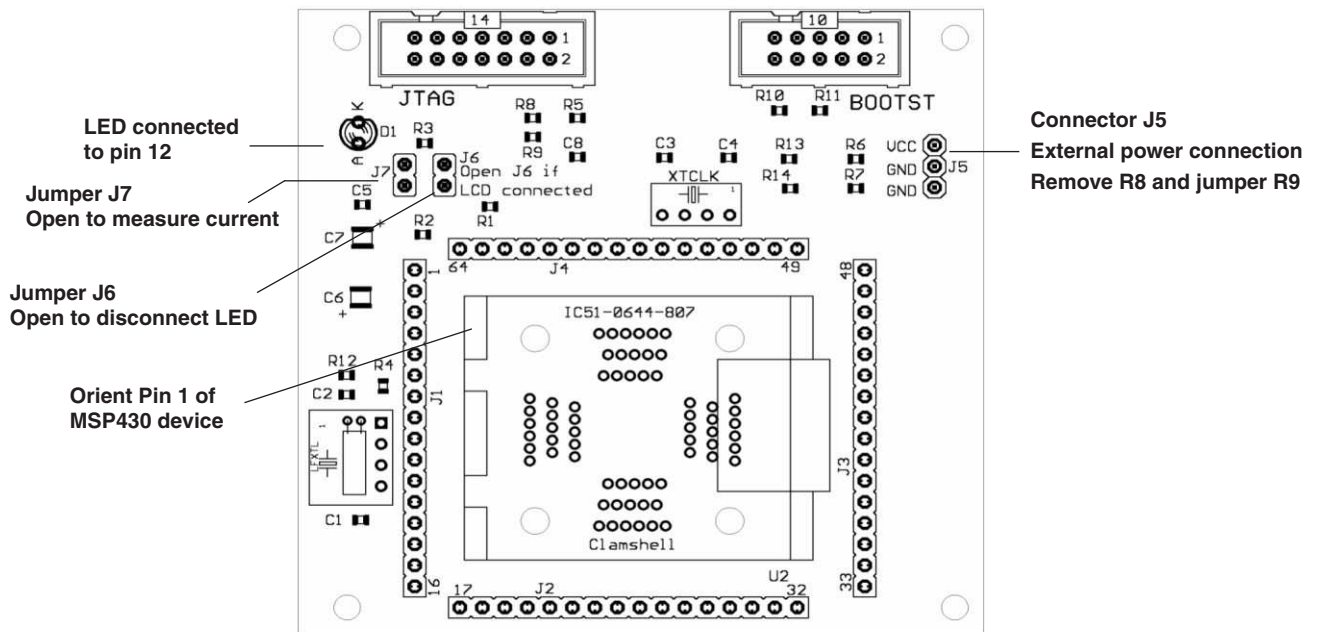 14
10
1
2
1
2
JTAG
BOOTST
R8
R5
R10
R11
K
D1
A
R3
R9
C8
C3
C4
R13
R6
R14
R7
VCC
GND
GND
J5
J7
J6
Open J6 if
LCD connected
XTCLK
1
C5
R1
R2
C7
+
C6
+
64
J4
49
1
48
IC51-0644-807
R12
R4
C2
J1
1
LFXTL
J3
C1
Clamshell
U2
16
17
J2
32
33
LED connected
to pin 12
Jumper J7
Open to measure current
Jumper J6
Open to disconnect LED
Orient Pin 1 of
MSP430 device
Connector J5
External power connection
Remove R8 and jumper R9